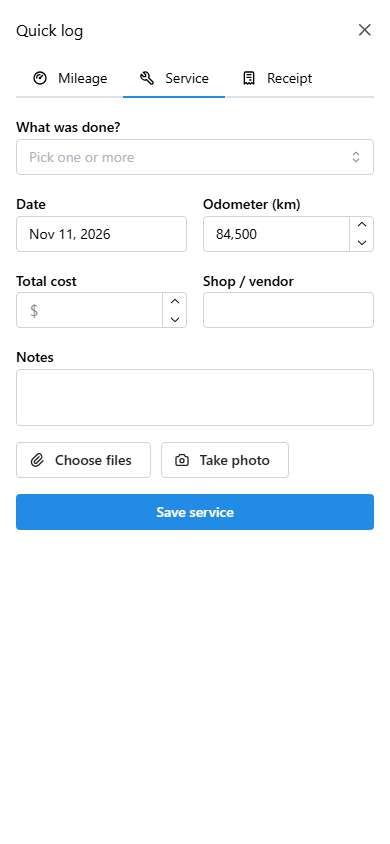 Quick log
Mileage Service Receipt
What was done?
Pick one or more
Date Odometer (km)
Nov 11, 2026 84,500
Total cost Shop / vendor
$
Notes
Choose files Take photo
Save service